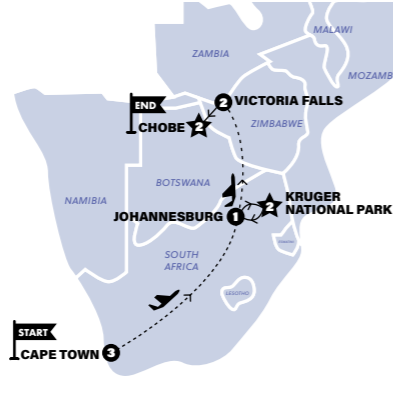 MALAWI
ZAMBIA
MOZAMB
END
2 VICTORIA FALLS
CHOBE 2
ZIMBABWE
BOTSWANA
NAMIBIA
KRUGER
2 NATIONAL PARK
JOHANNESBURG 1
SOUTH
AFRICA
LESOTHO
START
CAPE TOWN 3